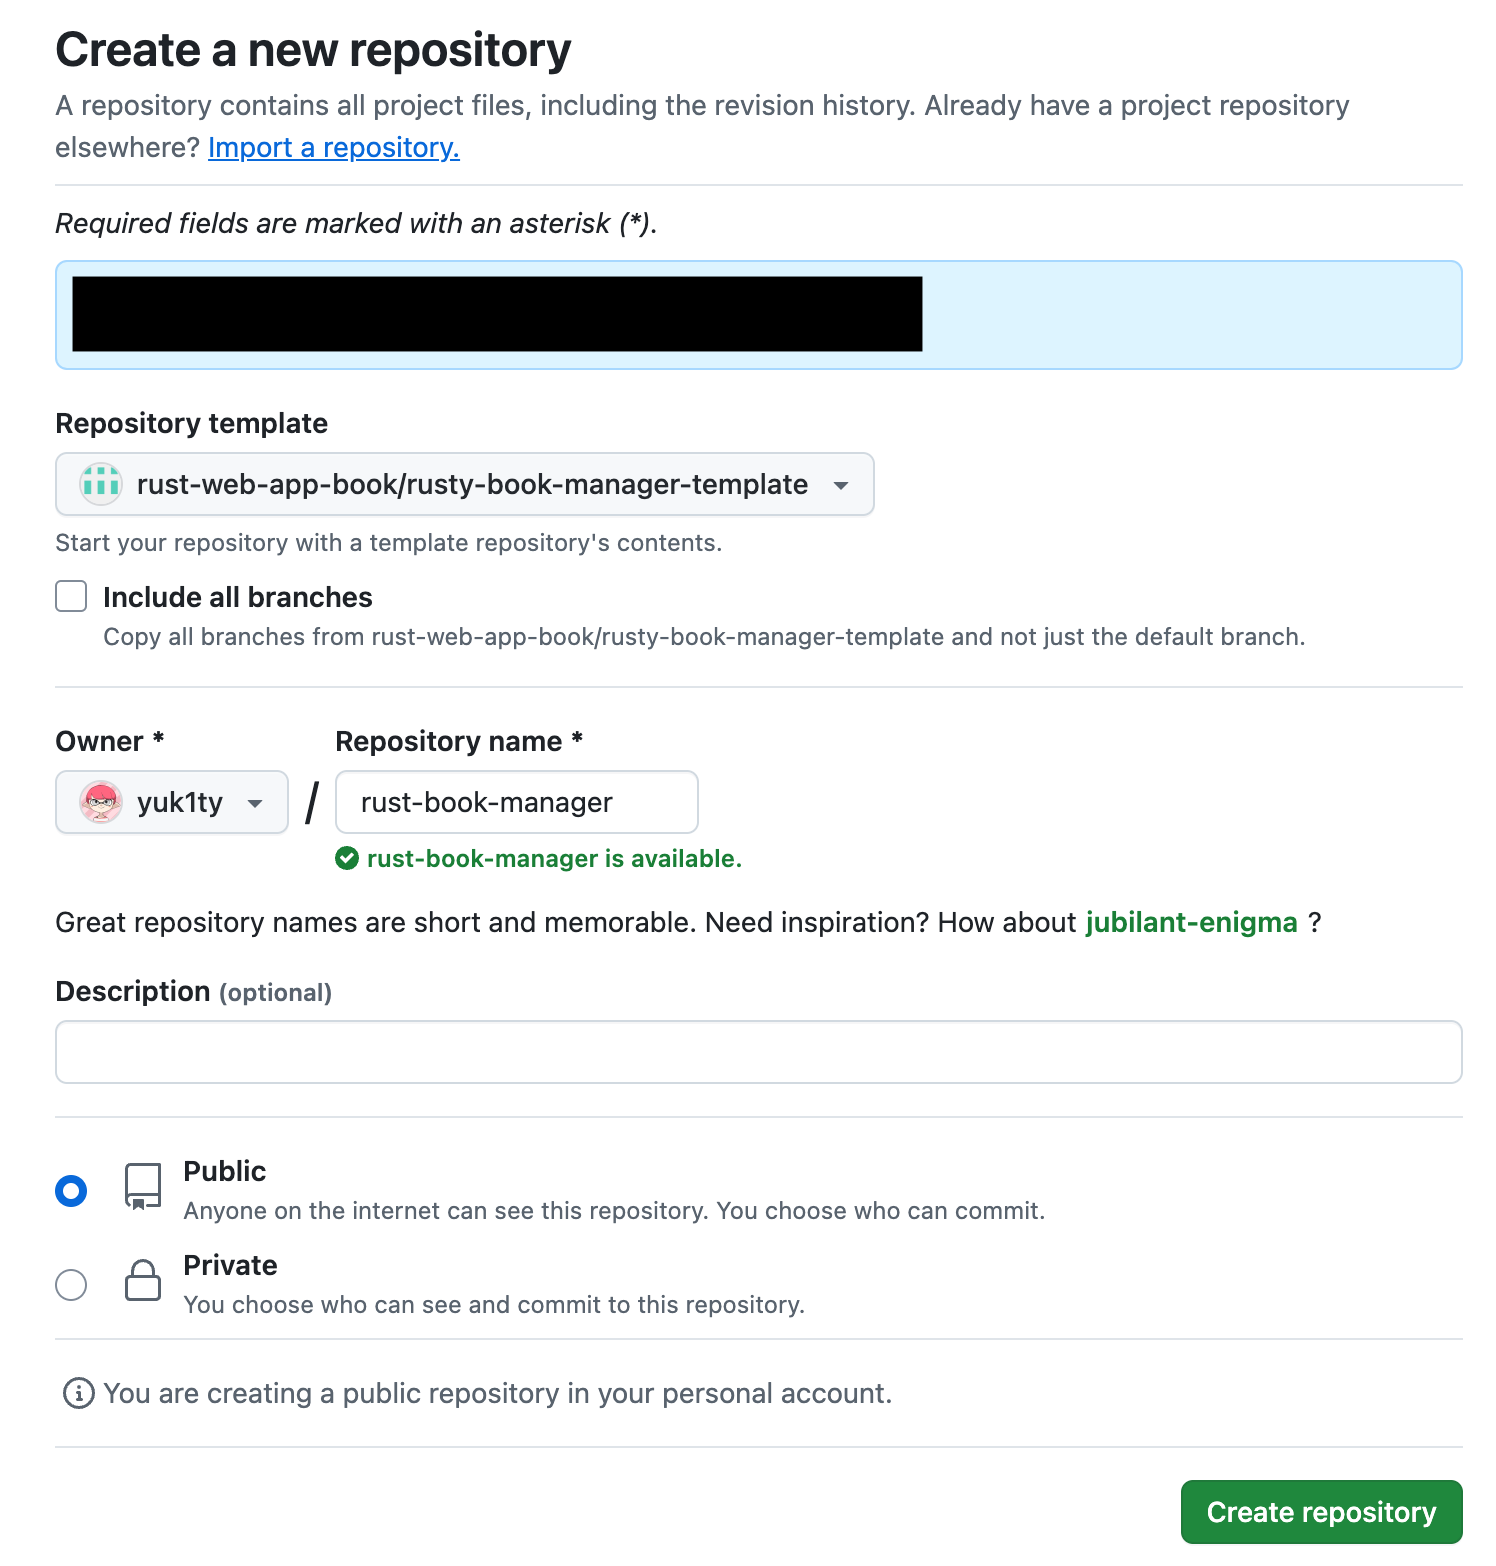 Create a new repository
A repository contains all project files, including the revision history. Already have a project repository
elsewhere? Import a repository.
Required fields are marked with an asterisk (*).
Repository template
rust-web-app-book/rusty-book-manager-template
Start your repository with a template repository's contents.
Include all branches
Copy all branches from rust-web-app-book/rusty-book-manager-template and not just the default branch.
Owner * Repository name *
yuk1ty / rust-book-manager
rust-book-manager is available.
Great repository names are short and memorable. Need inspiration? How about jubilant-enigma ?
Description (optional)
Public
Anyone on the internet can see this repository. You choose who can commit.
Private
You choose who can see and commit to this repository.
You are creating a public repository in your personal account.
Create repository